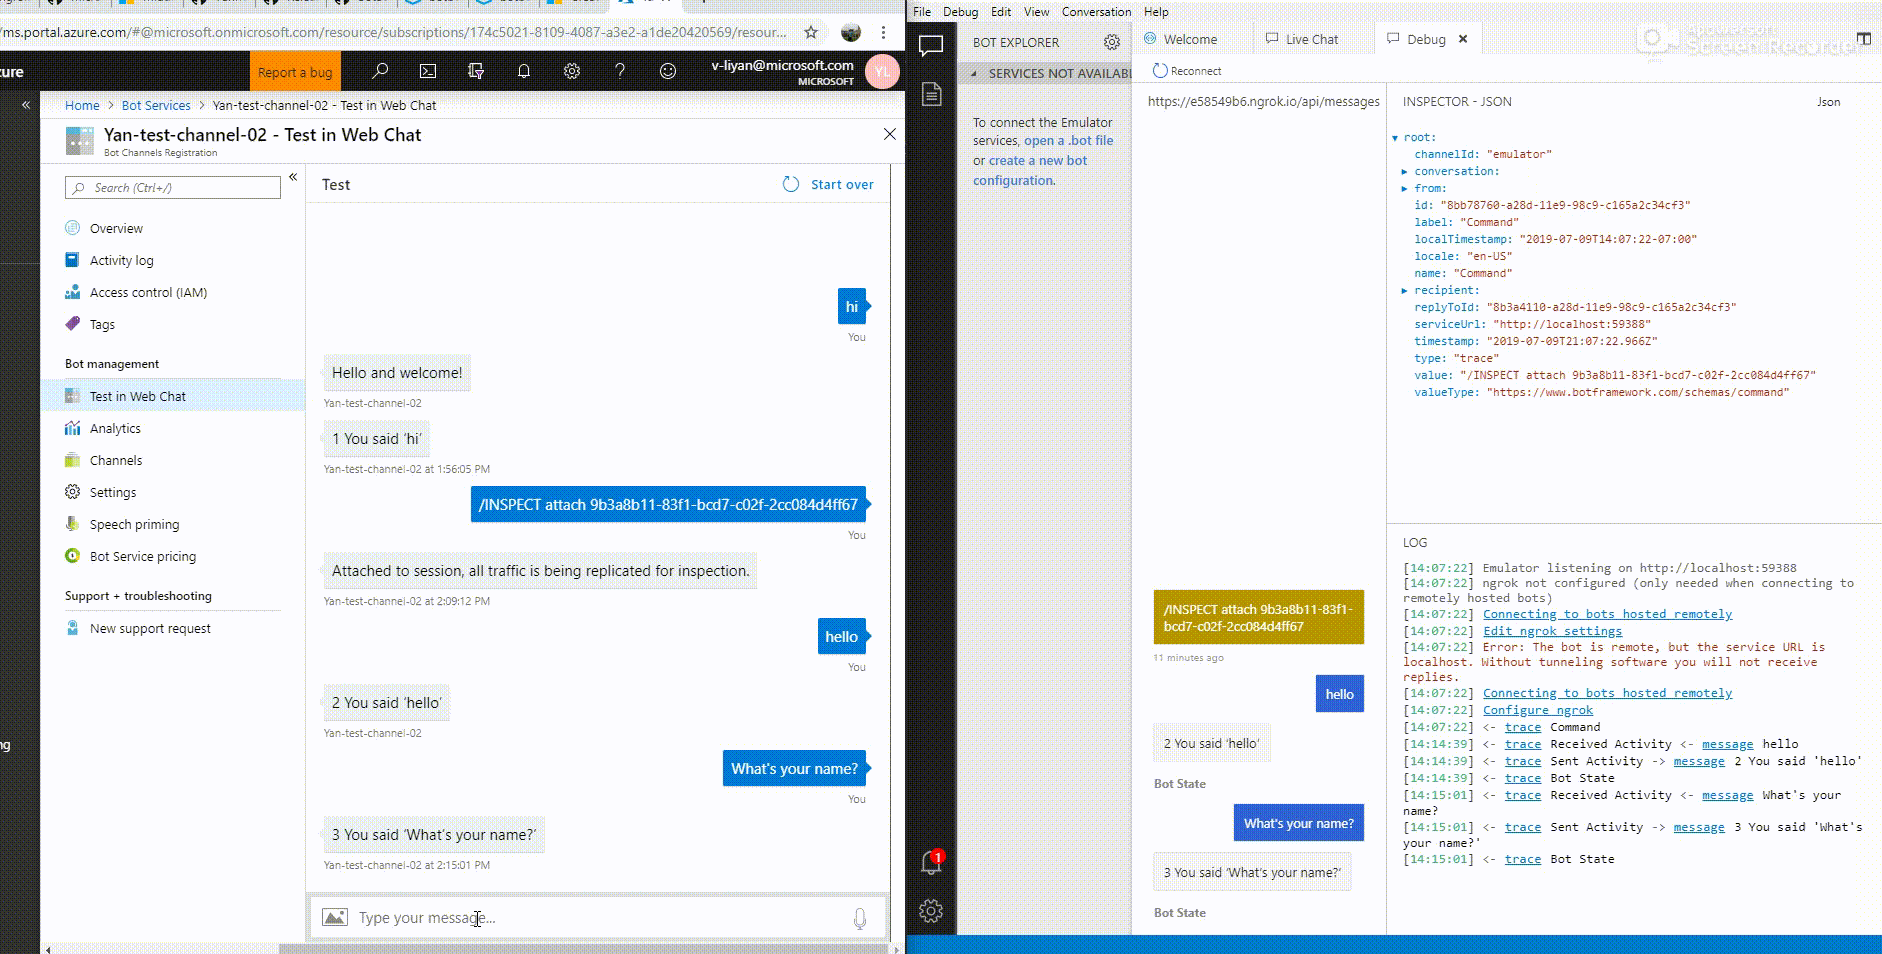 /ms.portal.azure.com/#@microsoft.onmicrosoft.com/resource/subscriptions/174c5021-8109-4087-a3e2-a1de20420569/resour...
zure
Report a bug
v-liyan@microsoft.com
MICROSOFT
YL
Home > Bot Services > Yan-test-channel-02 - Test in Web Chat
Yan-test-channel-02 - Test in Web Chat
Bot Channels Registration
Search (Ctrl+/)
Overview
Activity log
Access control (IAM)
Tags
Bot management
Test in Web Chat
Analytics
Channels
Settings
Speech priming
Bot Service pricing
Support + troubleshooting
New support request
ng
Test
Start over
hi
You
Hello and welcome!
Yan-test-channel-02
1 You said 'hi'
Yan-test-channel-02 at 1:56:05 PM
/INSPECT attach 9b3a8b11-83f1-bcd7-c02f-2cc084d4ff67
You
Attached to session, all traffic is being replicated for inspection.
Yan-test-channel-02 at 2:09:12 PM
hello
You
2 You said 'hello'
Yan-test-channel-02
What's your name?
You
3 You said 'What's your name?'
Yan-test-channel-02 at 2:15:01 PM
Type your message...
File Debug Edit View Conversation Help
BOT EXPLORER
SERVICES NOT AVAILABL
To connect the Emulator
services, open a .bot file
or create a new bot
configuration.
1
Welcome
Live Chat
Debug
Apowersoft
Screen Recorder
Reconnect
https://e58549b6.ngrok.io/api/messages
/INSPECT attach 9b3a8b11-83f1-
bcd7-c02f-2cc084d4ff67
11 minutes ago
hello
2 You said 'hello'
Bot State
What's your name?
3 You said 'What's your name?'
Bot State
INSPECTOR - JSON
Json
root:
channelId: "emulator"
conversation:
from:
id: "8bb78760-a28d-11e9-98c9-c165a2c34cf3"
label: "Command"
localTimestamp: "2019-07-09T14:07:22-07:00"
locale: "en-US"
name: "Command"
recipient:
replyToId: "8b3a4110-a28d-11e9-98c9-c165a2c34cf3"
serviceUrl: "http://localhost:59388"
timestamp: "2019-07-09T21:07:22.966Z"
type: "trace"
value: "/INSPECT attach 9b3a8b11-83f1-bcd7-c02f-2cc084d4ff67"
valueType: "https://www.botframework.com/schemas/command"
LOG
[14:07:22] Emulator listening on http://localhost:59388
[14:07:22] ngrok not configured (only needed when connecting to
remotely hosted bots)
[14:07:22] Connecting to bots hosted remotely
[14:07:22] Edit ngrok settings
[14:07:22] Error: The bot is remote, but the service URL is
localhost. Without tunneling software you will not receive
replies.
[14:07:22] Connecting to bots hosted remotely
[14:07:22] Configure ngrok
[14:07:22] <- trace Command
[14:14:39] <- trace Received Activity <- message hello
[14:14:39] <- trace Sent Activity -> message 2 You said 'hello'
[14:14:39] <- trace Bot State
[14:15:01] <- trace Received Activity <- message What's your
name?
[14:15:01] <- trace Sent Activity -> message 3 You said 'What's
your name?'
[14:15:01] <- trace Bot State